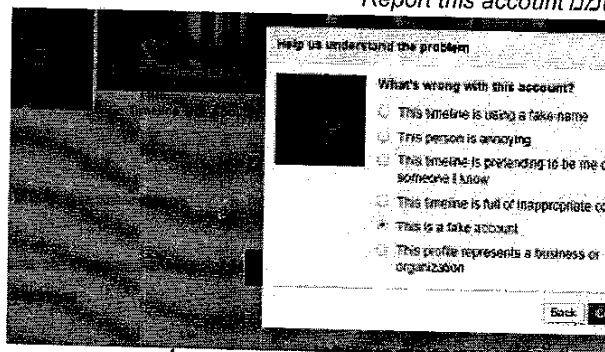 Report this account
Help us understand the problem
What's wrong with this account?
This timeline is using a fake name
This person is annoying
This timeline is pretending to be me o
someone I know
This timeline is full of inappropriate co
This is a fake account
This profile represents a business or
organization
Back